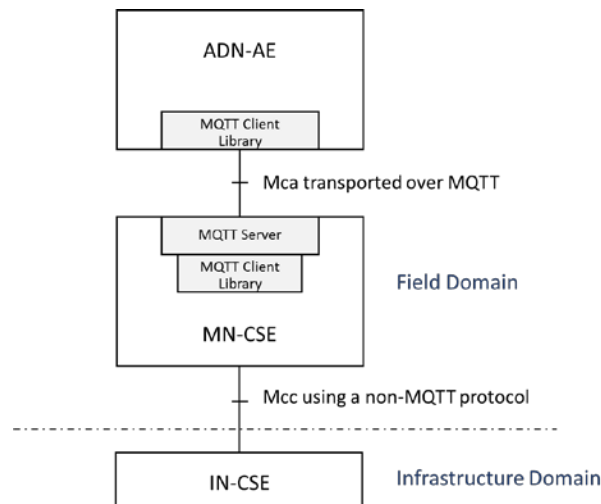 ADN-AE
MQTT Client
Library
Mca transported over MQTT
MQTT Server
MQTT Client
Library
Field Domain
MN-CSE
Mcc using a non-MQTT protocol
IN-CSE
Infrastructure Domain